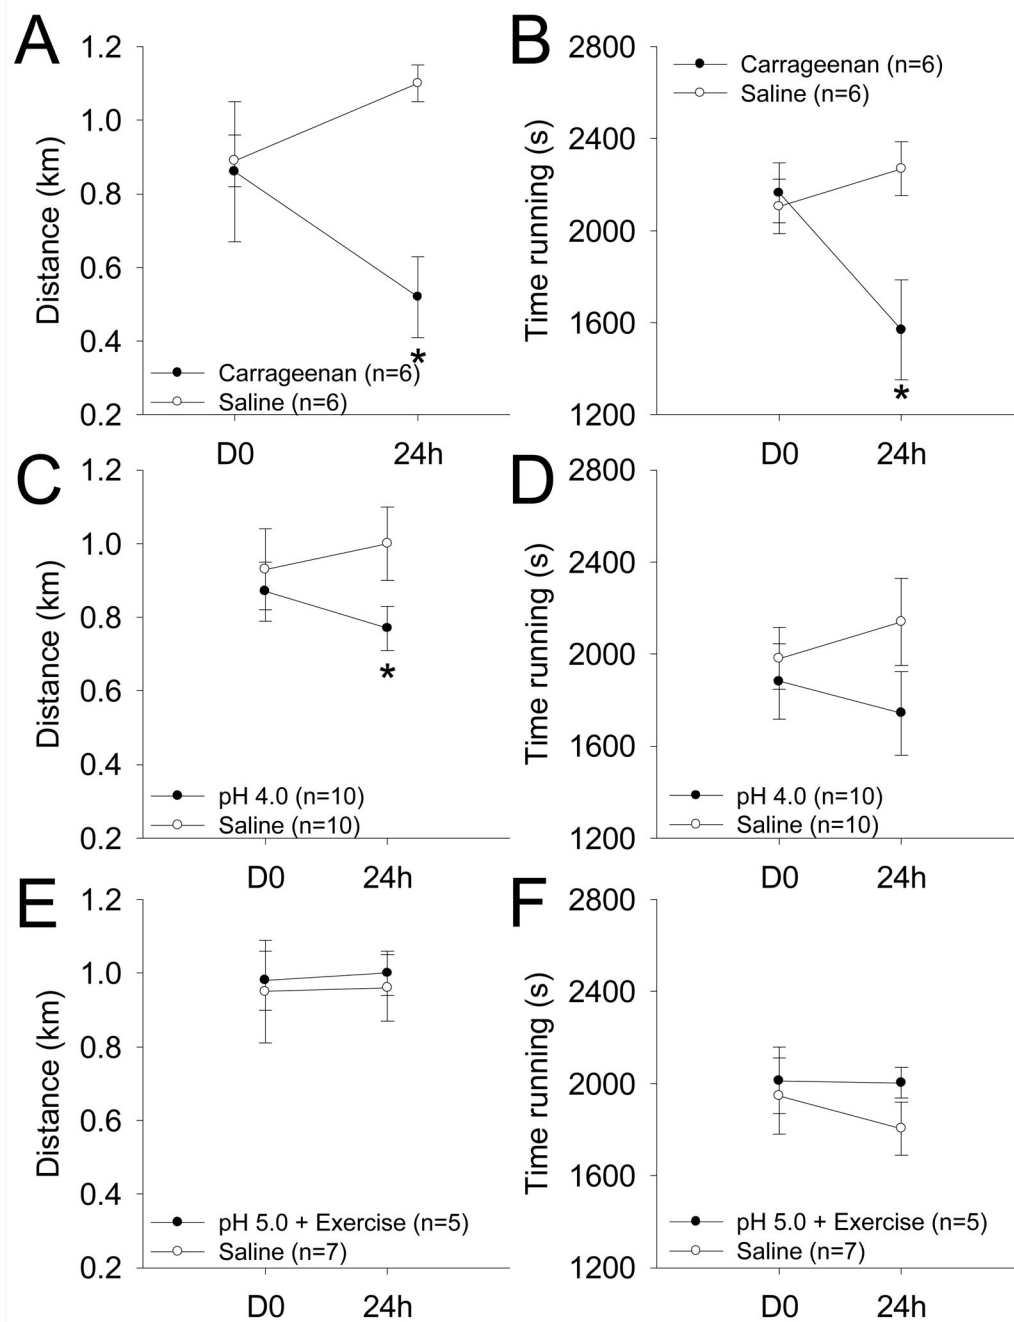 A
1.2
1.0
0.8
0.6
0.4
0.2
Distance (km)
Carrageenan (n=6)
Saline (n=6)
*
D0 24h
B
2800
2400
2000
1600
1200
Time running (s)
Carrageenan (n=6)
Saline (n=6)
*
D0 24h
C
1.2
1.0
0.8
0.6
0.4
0.2
Distance (km)
*
pH 4.0 (n=10)
Saline (n=10)
D0 24h
D
2800
2400
2000
1600
1200
Time running (s)
pH 4.0 (n=10)
Saline (n=10)
D0 24h
E
1.2
1.0
0.8
0.6
0.4
0.2
Distance (km)
pH 5.0 + Exercise (n=5)
Saline (n=7)
D0 24h
F
2800
2400
2000
1600
1200
Time running (s)
pH 5.0 + Exercise (n=5)
Saline (n=7)
D0 24h